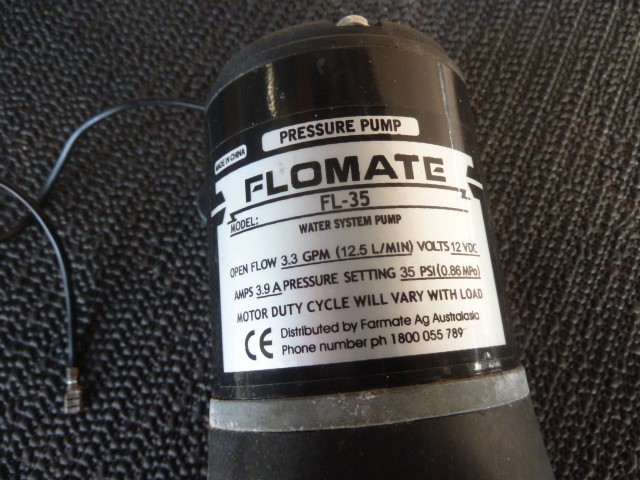 PRESSURE PUMP
MADE IN CHINA
FLOMATE
MODEL: FL-35
WATER SYSTEM PUMP
OPEN FLOW 3.3 GPM (12.5 L/MIN) VOLTS 12 VDC
AMPS 3.9 A PRESSURE SETTING 35 PSI (0.86 MPa)
MOTOR DUTY CYCLE WILL VARY WITH LOAD
CE Distributed by Farmate Ag Australasia
Phone number ph 1800 055 789